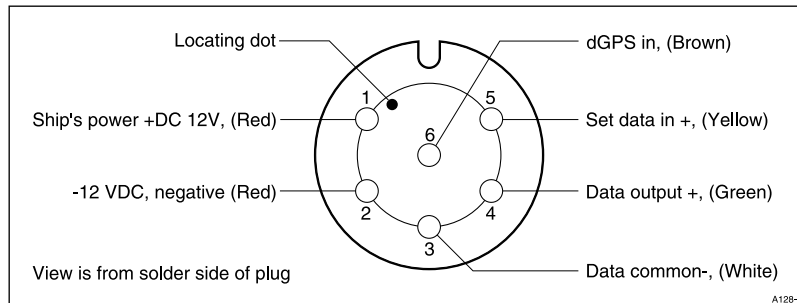 Locating dot
dGPS in, (Brown)
1
5
Ship's power +DC 12V, (Red)
Set data in +, (Yellow)
6
-12 VDC, negative (Red)
Data output +, (Green)
2
4
3
View is from solder side of plug
Data common-, (White)
A128-